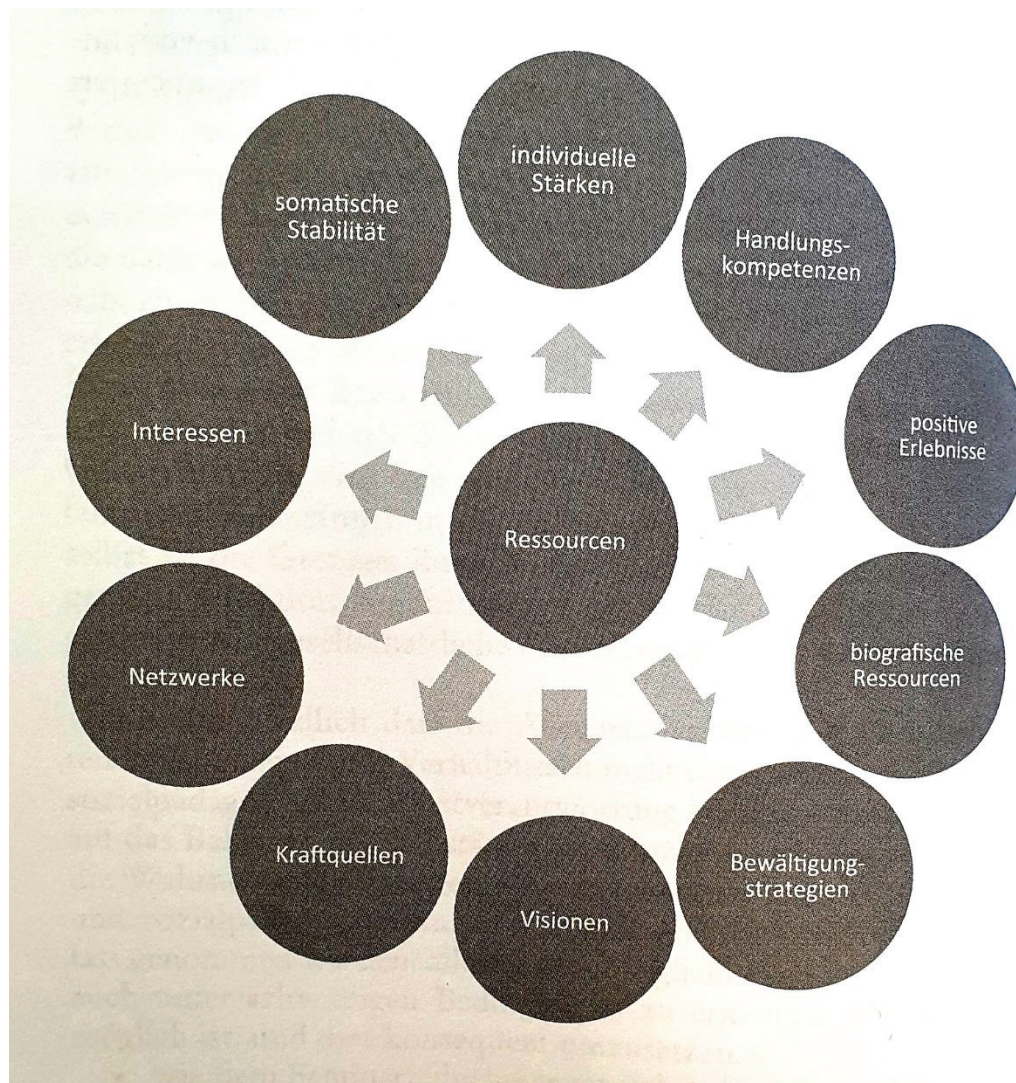 individuelle
Stärken
Handlungs-
kompetenzen
positive
Erlebnisse
biografische
Ressourcen
Bewältigung-
strategien
Visionen
Kraftquellen
Netzwerke
Interessen
somatische
Stabilität
Ressourcen